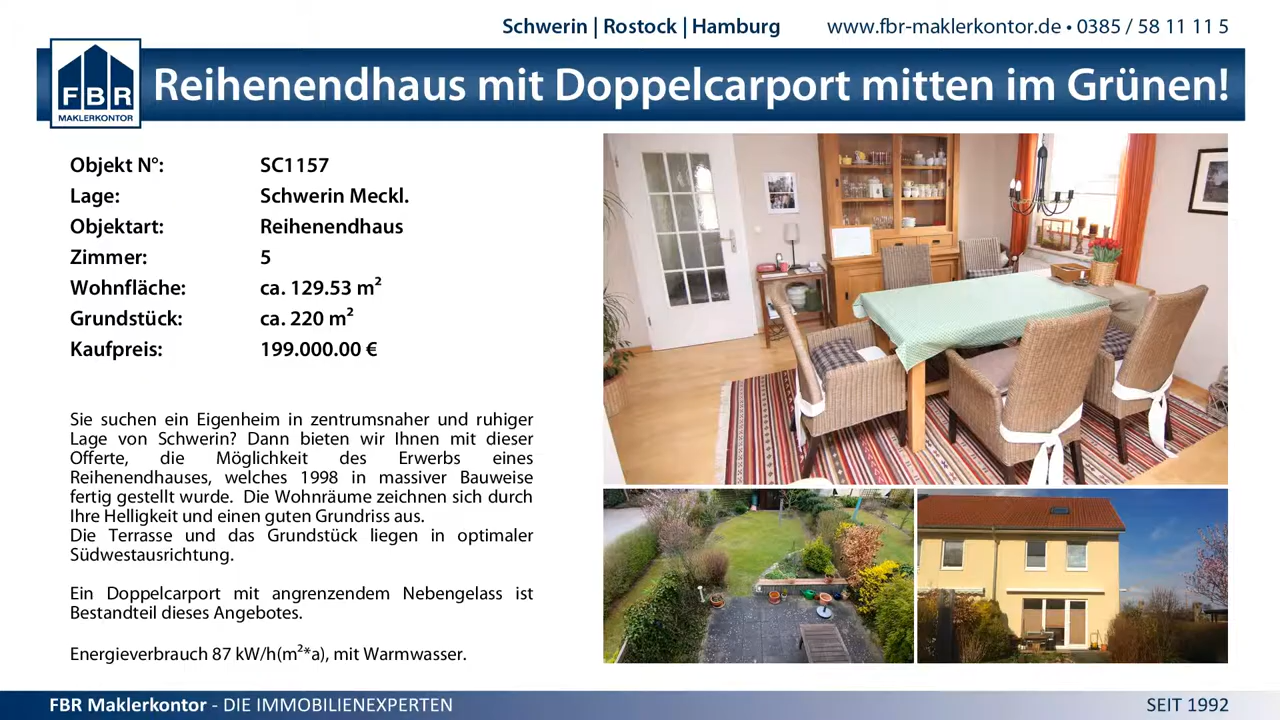 Schwerin | Rostock | Hamburg www.fbr-maklerkontor.de • 0385 / 58 11 11 5
FBR
MAKLERKONTOR
Reihenendhaus mit Doppelcarport mitten im Grünen!
Objekt N°: SC1157
Lage: Schwerin Meckl.
Objektart: Reihenendhaus
Zimmer: 5
Wohnfläche: ca. 129.53 m²
Grundstück: ca. 220 m²
Kaufpreis: 199.000.00 €
Sie suchen ein Eigenheim in zentrumsnaher und ruhiger
Lage von Schwerin? Dann bieten wir Ihnen mit dieser
Offerte, die Möglichkeit des Erwerbs eines
Reihenendhauses, welches 1998 in massiver Bauweise
fertig gestellt wurde. Die Wohnräume zeichnen sich durch
Ihre Helligkeit und einen guten Grundriss aus.
Die Terrasse und das Grundstück liegen in optimaler
Südwestausrichtung.
Ein Doppelcarport mit angrenzendem Nebengelass ist
Bestandteil dieses Angebotes.
Energieverbrauch 87 kW/h(m²*a), mit Warmwasser.
FBR Maklerkontor - DIE IMMOBILIENEXPERTEN SEIT 1992